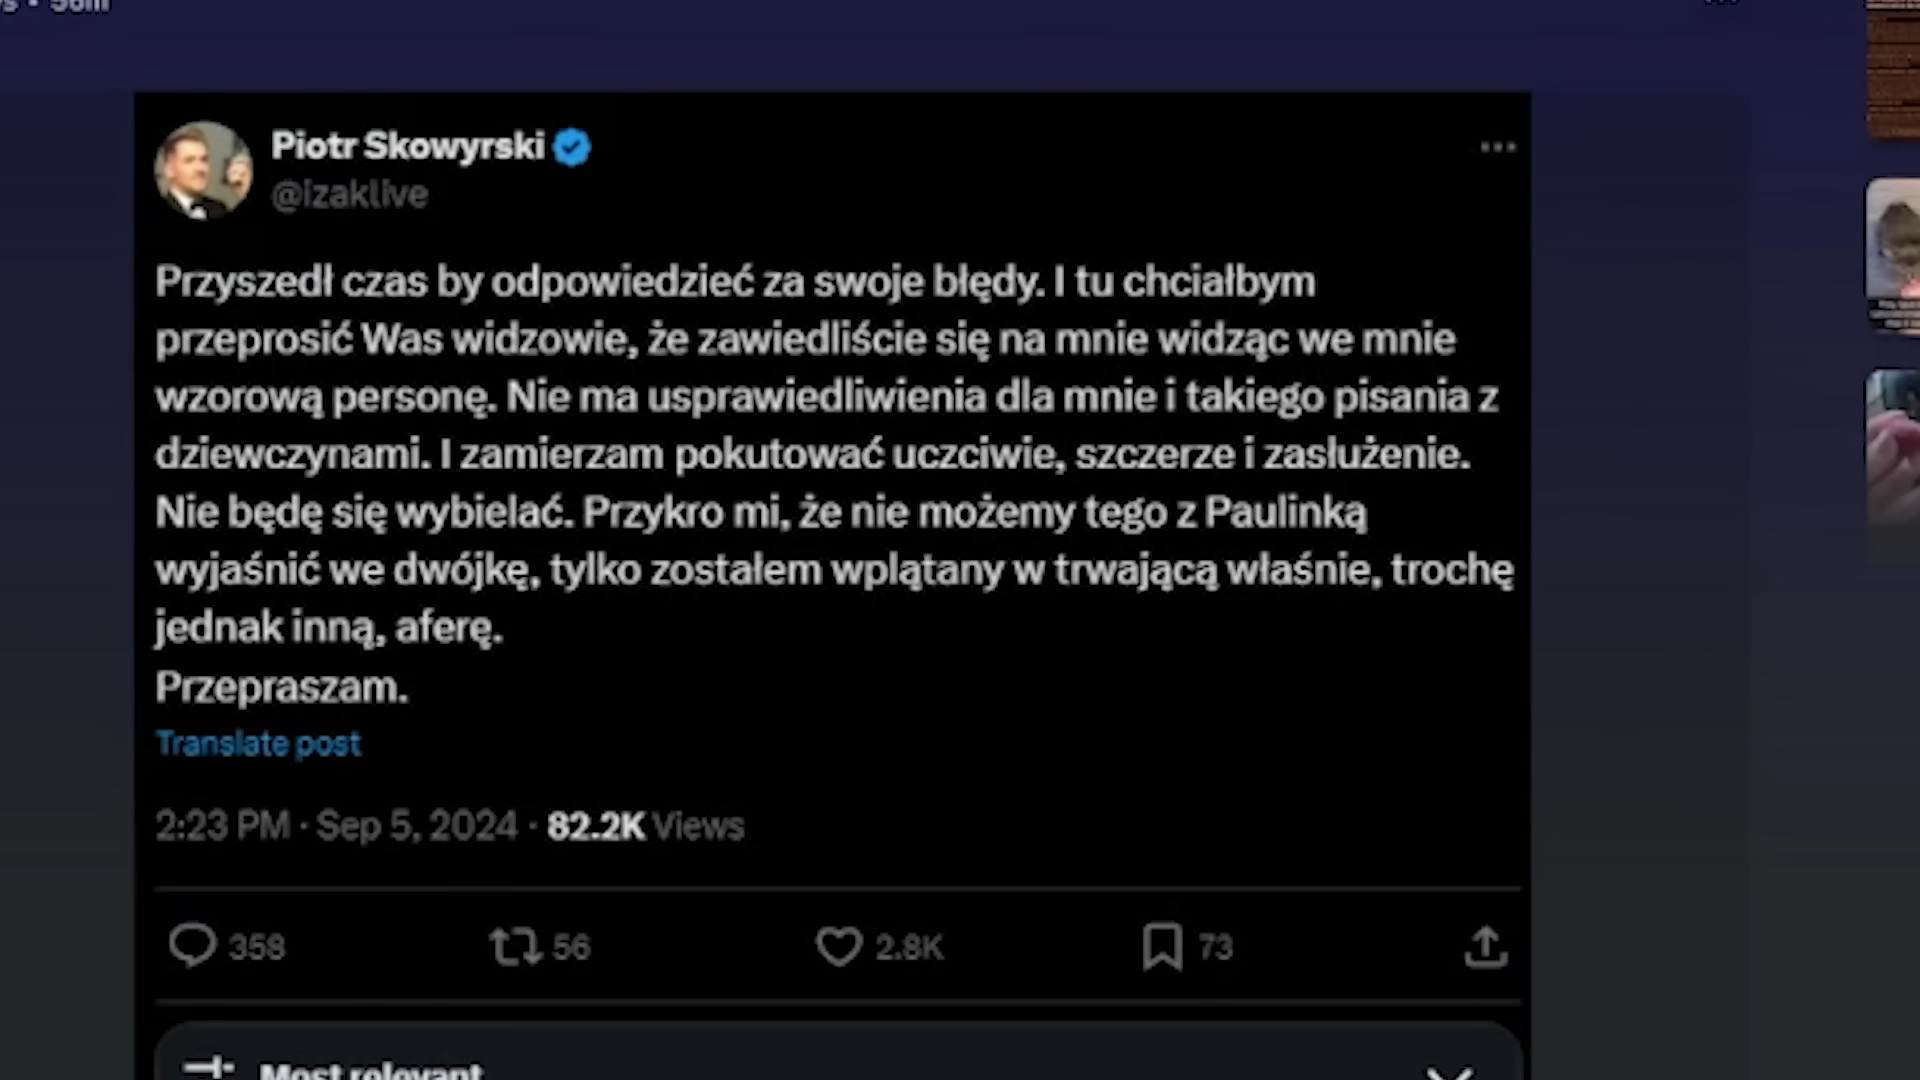 56m
Piotr Skowyrski
@izaklive
Przyszedł czas by odpowiedzieć za swoje błędy. I tu chciałbym
przeprosić Was widzowie, że zawiedliście się na mnie widząc we mnie
wzorową personę. Nie ma usprawiedliwienia dla mnie i takiego pisania z
dziewczynami. I zamierzam pokutować uczciwie, szczerze i zasłużenie.
Nie będę się wybielać. Przykro mi, że nie możemy tego z Paulinką
wyjaśnić we dwójkę, tylko zostałem wplątany w trwającą właśnie, trochę
jednak inną, aferę.
Przepraszam.
Translate post
2:23 PM · Sep 5, 2024 · 82.2K Views
358 56 2.8K 73
Most relevant